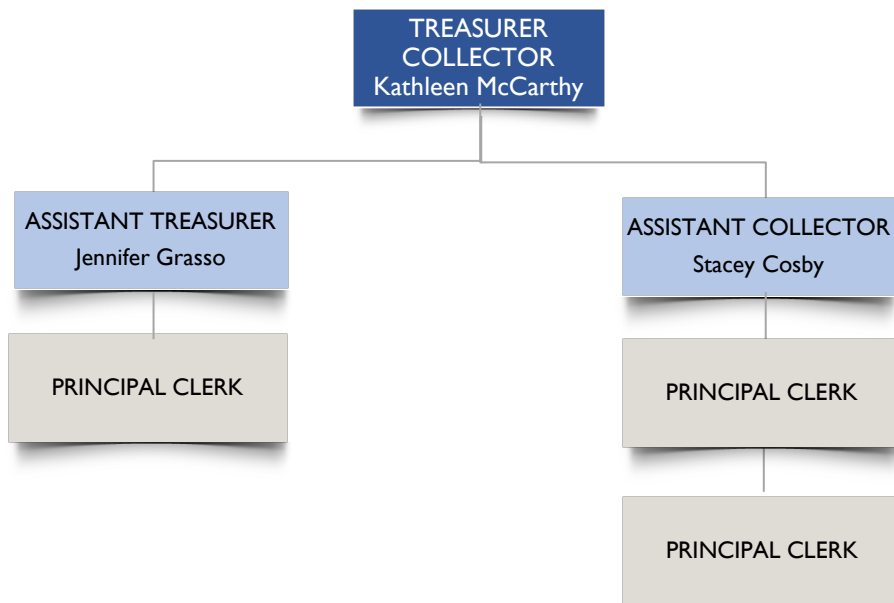 TREASURER
COLLECTOR
Kathleen McCarthy
ASSISTANT TREASURER
Jennifer Grasso
ASSISTANT COLLECTOR
Stacey Cosby
PRINCIPAL CLERK
PRINCIPAL CLERK
PRINCIPAL CLERK